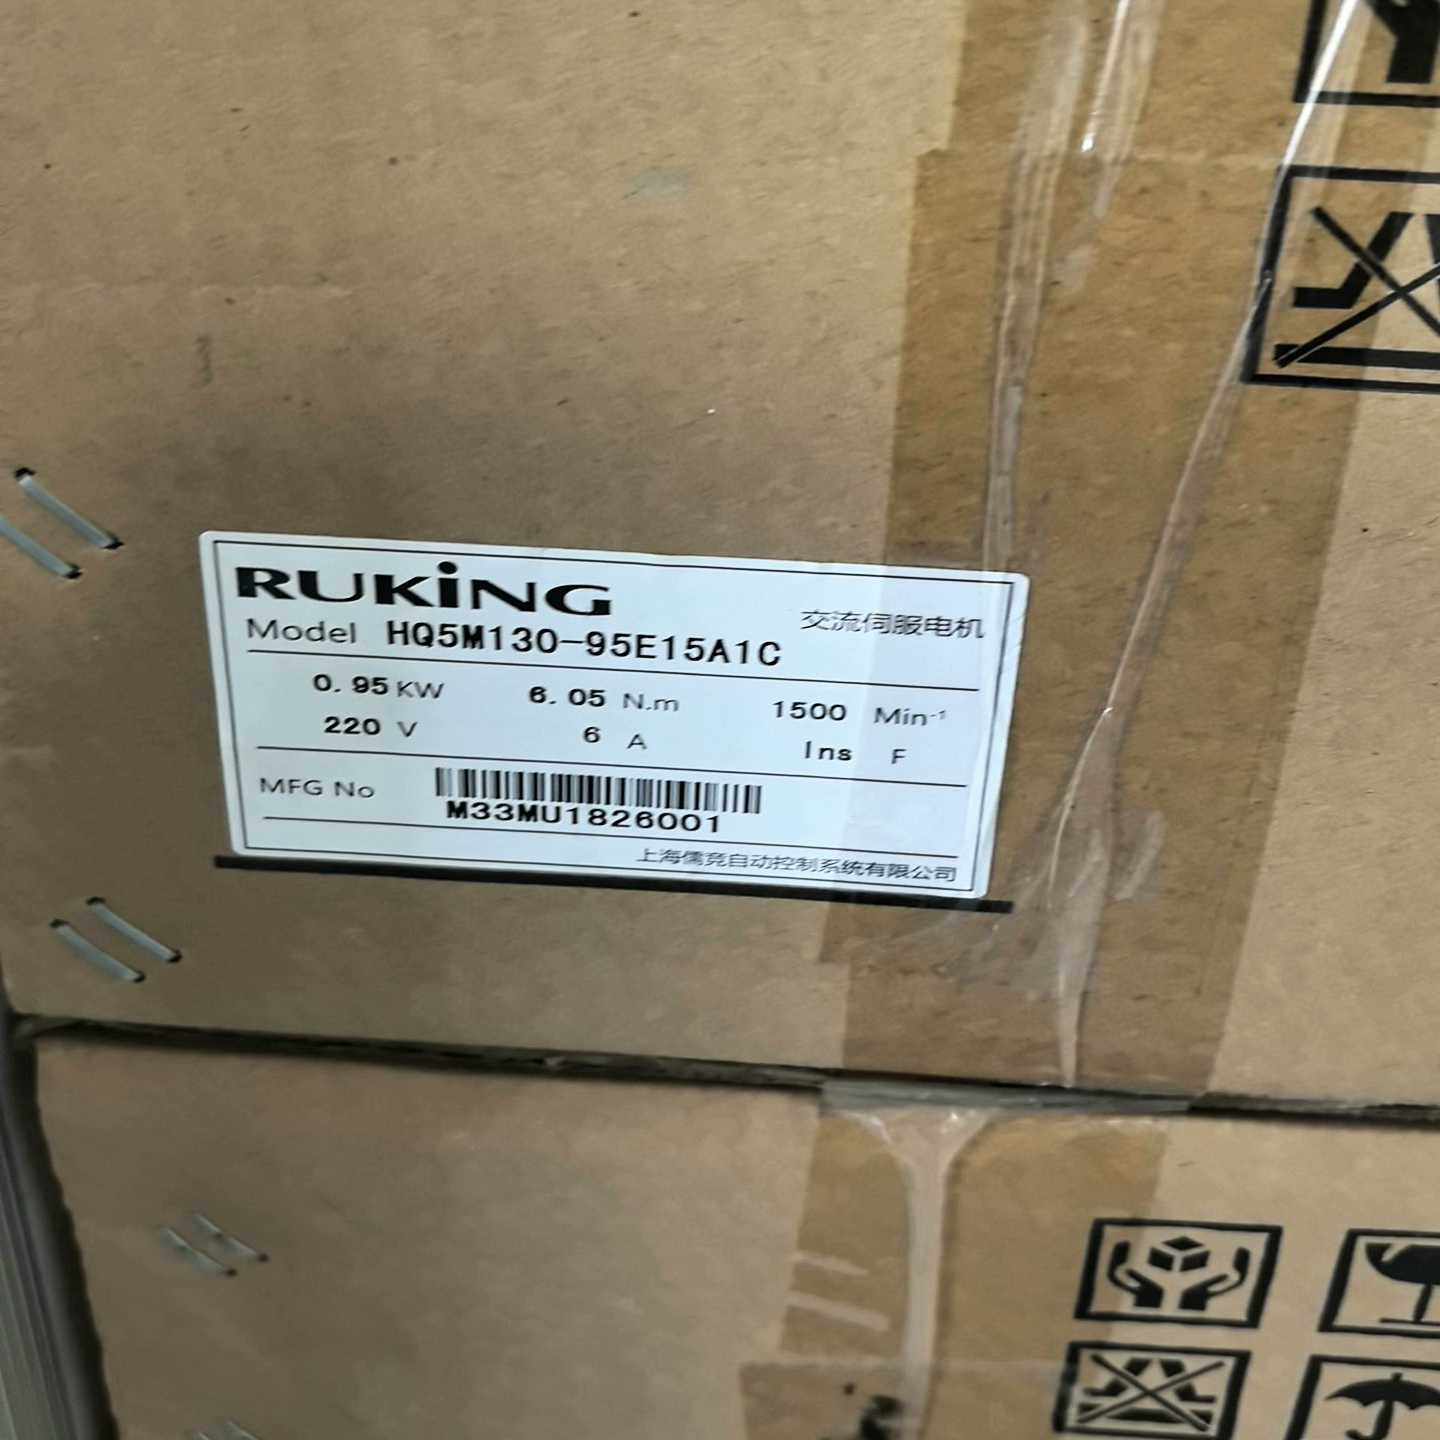 RUKiNG
交流伺服电机
Model HQ5M130-95E15A1C
0.95 KW 6.05 N.m 1500 Min⁻¹
220 V 6 A Ins F
MFG No
M33MU1826001
上海儒竞自动控制系统有限公司